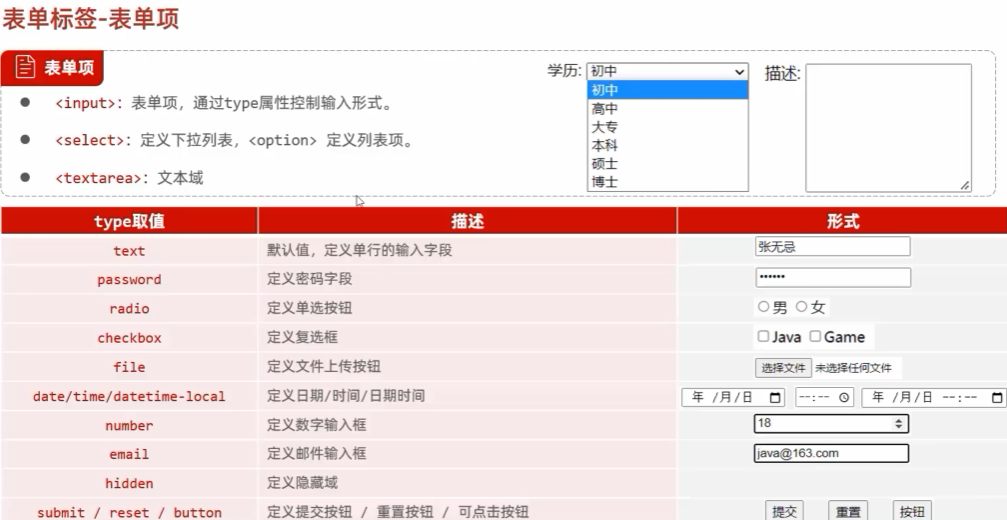 表单标签-表单项
表单项
<input>：表单项，通过type属性控制输入形式。
<select>：定义下拉列表，<option> 定义列表项。
<textarea>：文本域
学历: 初中
初中
高中
大专
本科
硕士
博士
描述:
type取值 描述 形式
text 默认值，定义单行的输入字段 张无忌
password 定义密码字段 ••••••
radio 定义单选按钮 男 女
checkbox 定义复选框 Java Game
file 定义文件上传按钮 选择文件 未选择任何文件
date/time/datetime-local 定义日期/时间/日期时间 年 /月/日 --:-- 年 /月/日 --:--
number 定义数字输入框 18
email 定义邮件输入框 java@163.com
hidden 定义隐藏域
submit / reset / button 定义提交按钮 / 重置按钮 / 可点击按钮 提交 重置 按钮